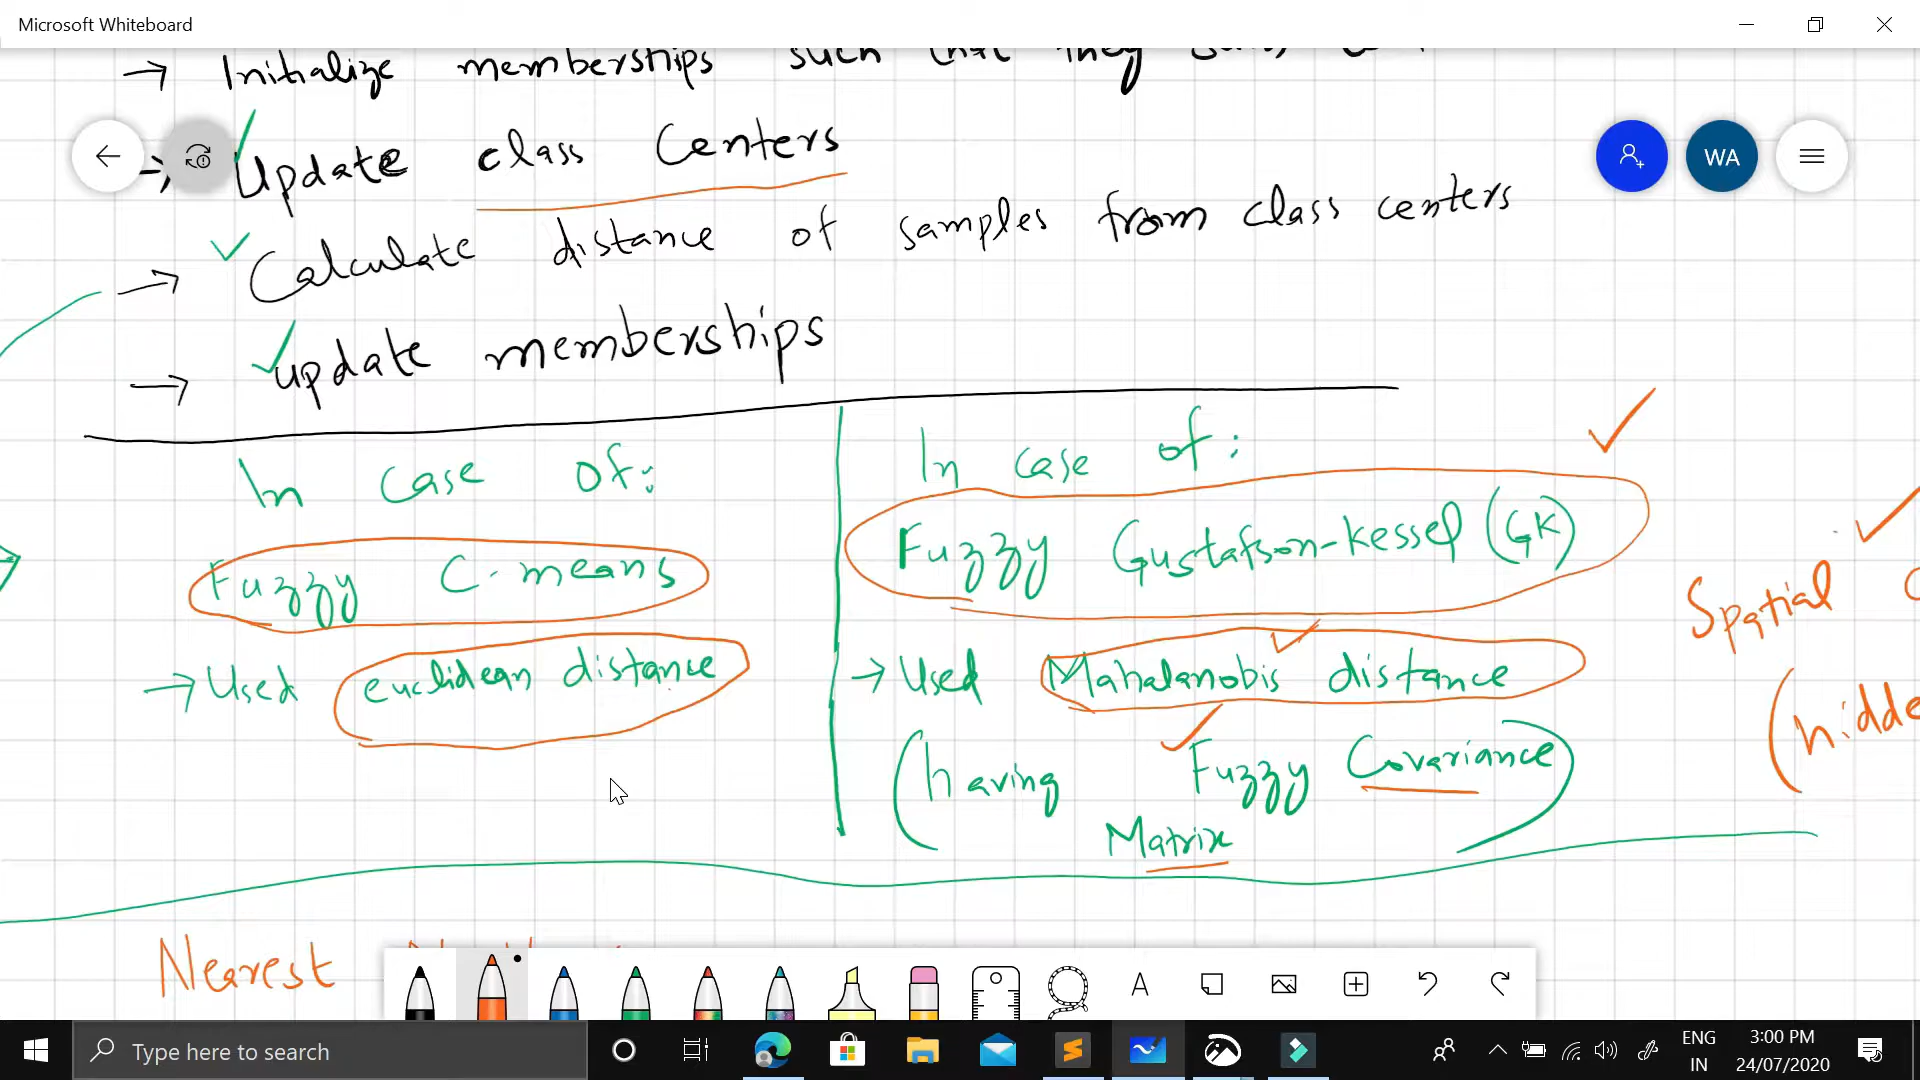 Microsoft Whiteboard
→ Initialize memberships such that they
WA
→ Update class Centers
→ Calculate distance of samples from class centers
→ update memberships
In case of:
Fuzzy C-means
→ Used euclidean distance
In case of:
Fuzzy Gustafson-kessel (GK)
→ Used Mahalanobis distance
(having Fuzzy Covariance
Matrix)
Spatial
(hidde
Nearest
A
Type here to search
ENG
IN
3:00 PM
24/07/2020